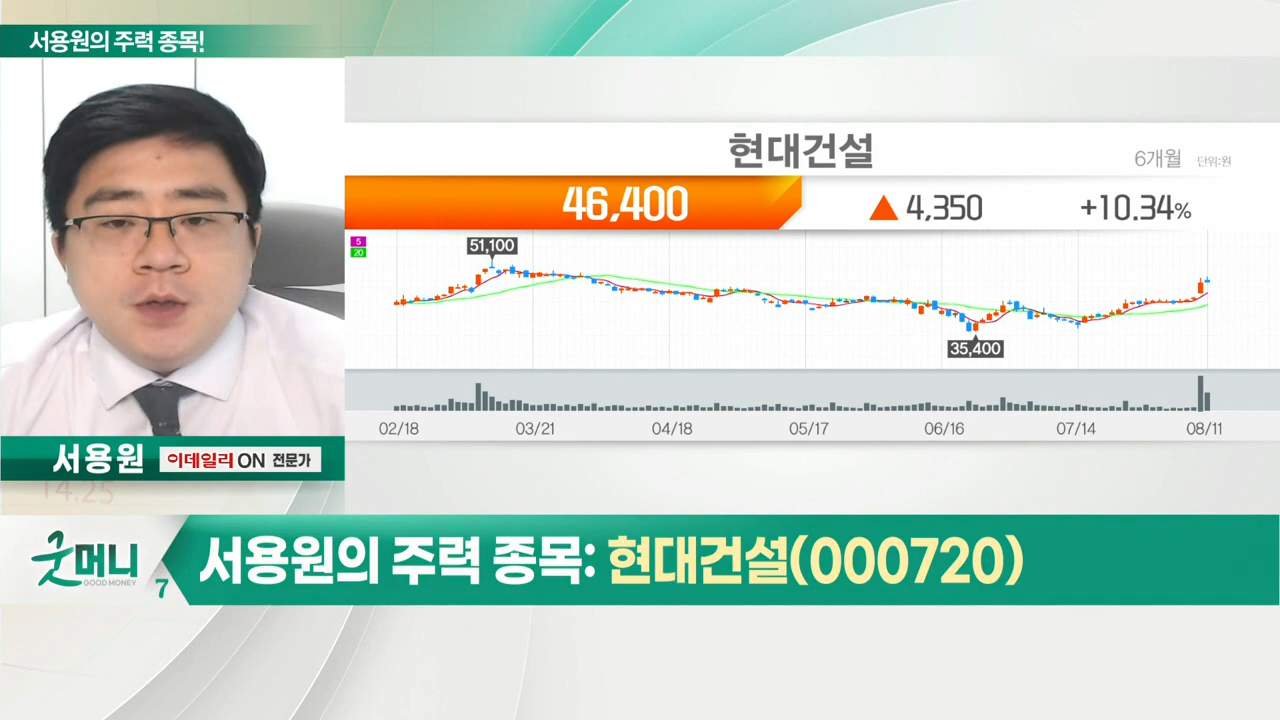 서용원의 주력 종목!
현대건설
6개월 단위:원
46,400 ▲ 4,350 +10.34%
5
20
51,100
35,400
02/18 03/21 04/18 05/17 06/16 07/14 08/11
서용원 이데일리 ON 전문가
14.25
굿머니
GOOD MONEY
7
서용원의 주력 종목: 현대건설(000720)